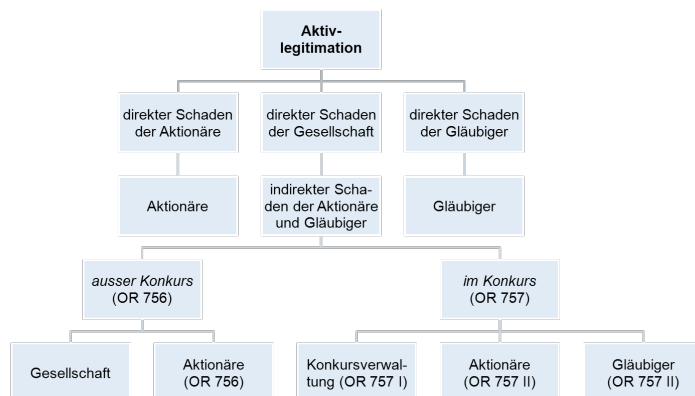 Aktiv-
legitimation
direkter Schaden
der Aktionäre
direkter Schaden
der Gesellschaft
direkter Schaden
der Gläubiger
Aktionäre
indirekter Scha-
den der Aktionäre
und Gläubiger
Gläubiger
ausser Konkurs
(OR 756)
im Konkurs
(OR 757)
Gesellschaft
Aktionäre
(OR 756)
Konkursverwal-
tung (OR 757 I)
Aktionäre
(OR 757 II)
Gläubiger
(OR 757 II)